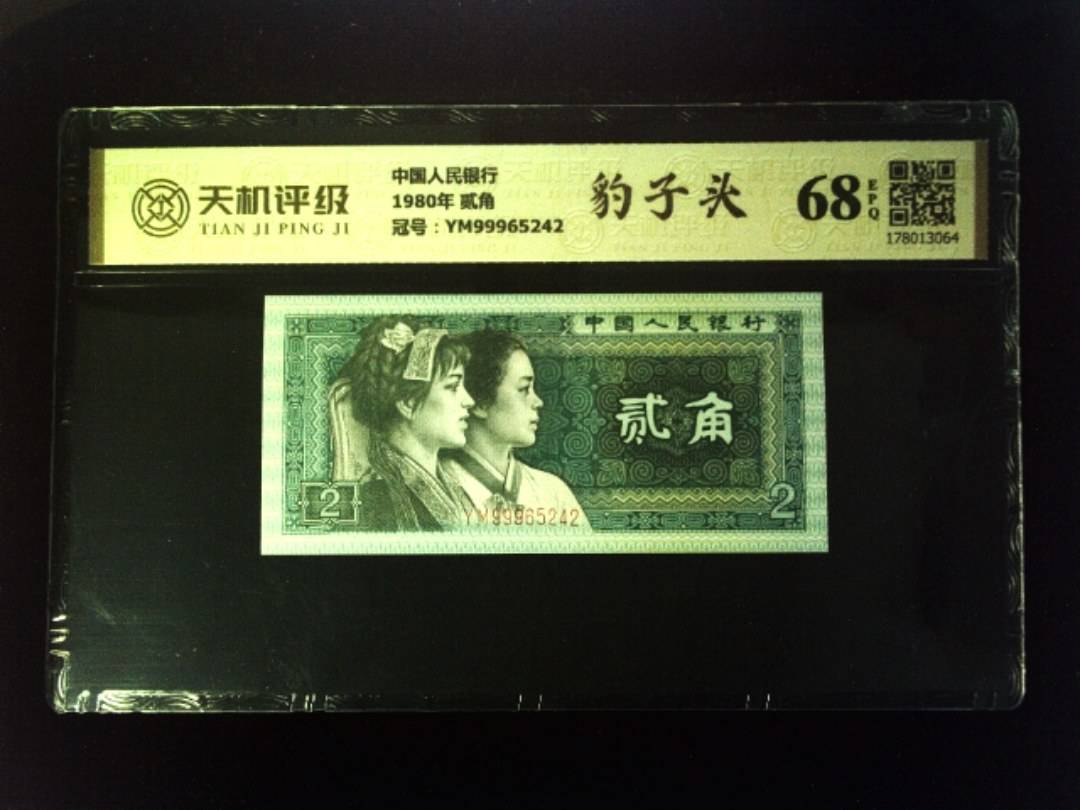 天机评级
TIAN JI PING JI
中国人民银行
1980年 贰角
冠号：YM99965242
豹子头
68
EPQ
178013064
中国人民银行
贰角
2
2
YM99965242